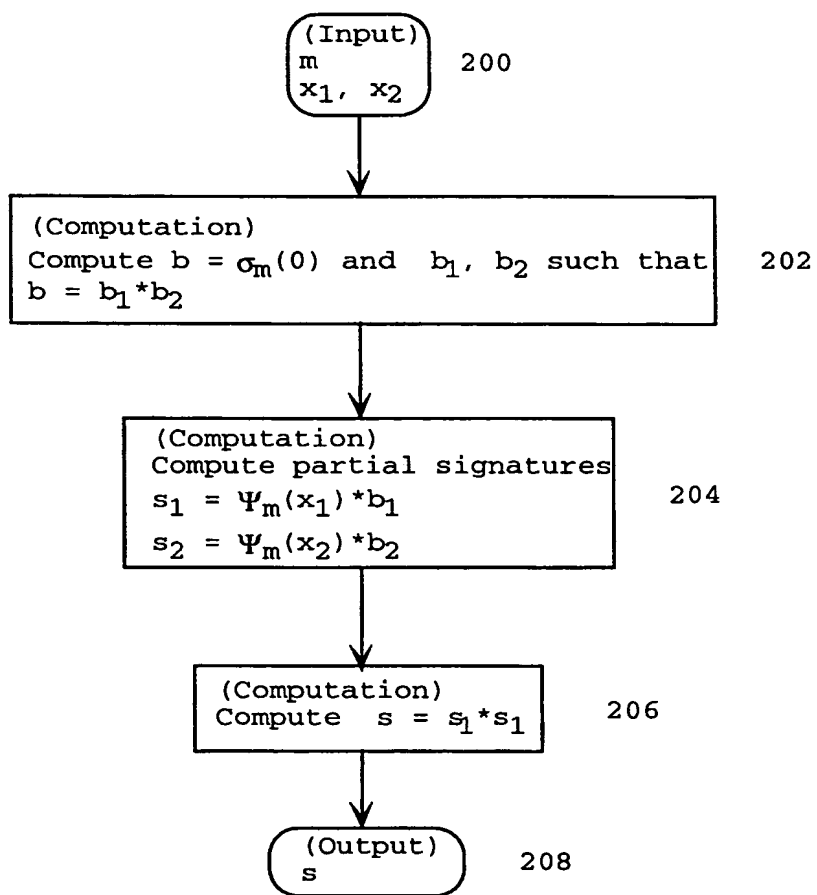 (Input)
m
x₁, x₂
200
(Computation)
Compute b = σₘ(0) and b₁, b₂ such that
b = b₁*b₂
202
(Computation)
Compute partial signatures
s₁ = Ψₘ(x₁)*b₁
s₂ = Ψₘ(x₂)*b₂
204
(Computation)
Compute s = s₁*s₁
206
(Output)
s
208